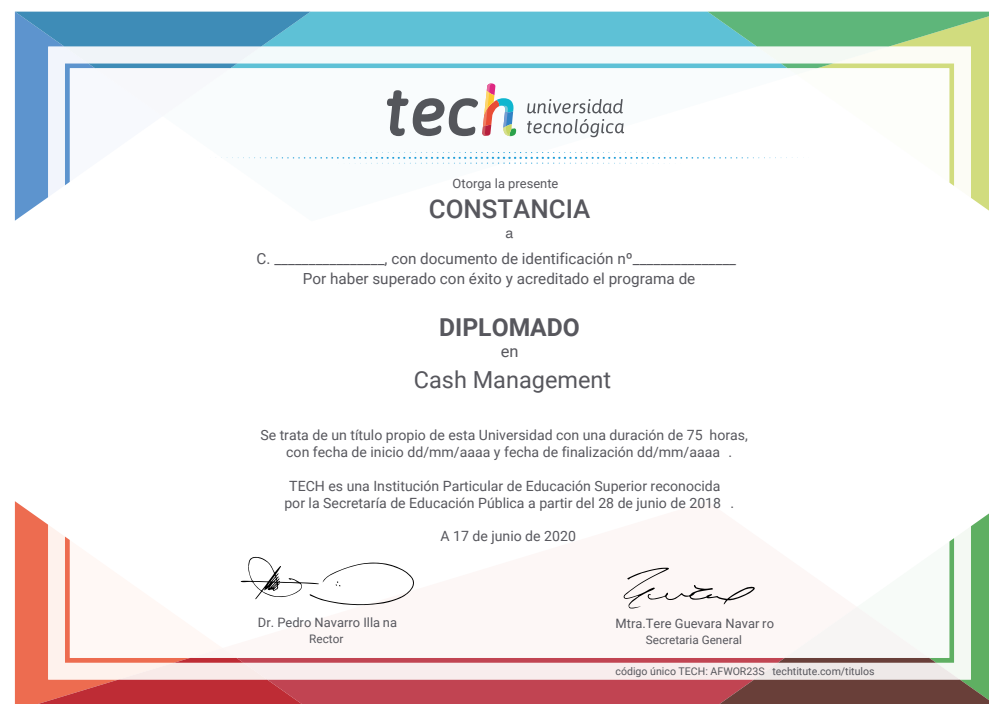 tech universidad
tecnológica
Otorga la presente
CONSTANCIA
a
C. ________________, con documento de identificación nº_______________
Por haber superado con éxito y acreditado el programa de
DIPLOMADO
en
Cash Management
Se trata de un título propio de esta Universidad con una duración de 75 horas,
con fecha de inicio dd/mm/aaaa y fecha de finalización dd/mm/aaaa .
TECH es una Institución Particular de Educación Superior reconocida
por la Secretaría de Educación Pública a partir del 28 de junio de 2018 .
A 17 de junio de 2020
Dr. Pedro Navarro Illa na
Rector
Mtra.Tere Guevara Navar ro
Secretaria General
código único TECH: AFWOR23S techtitute.com/titulos